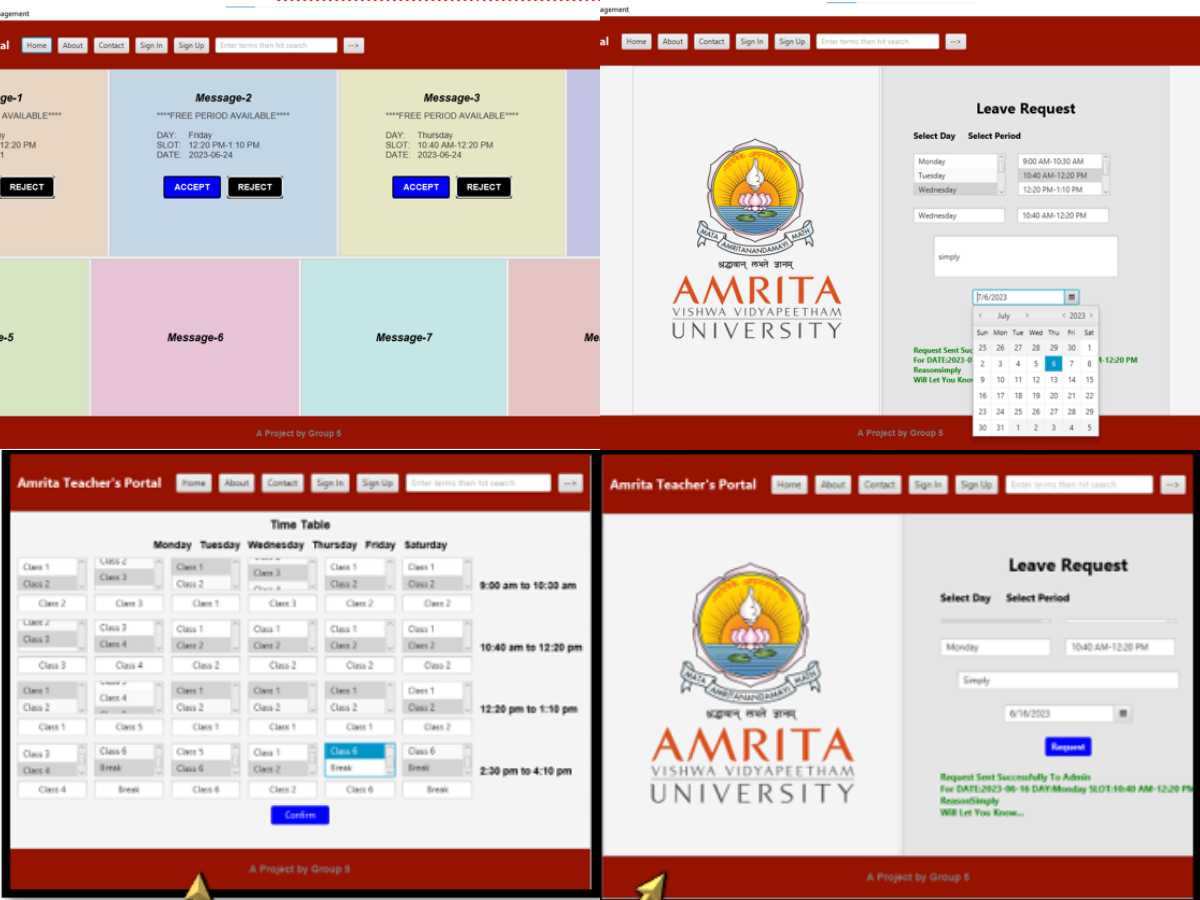 agement
al Home About Contact Sign In Sign Up Enter terms then hit search -->
ge-1 Message-2 Message-3
AVAILABLE**** ****FREE PERIOD AVAILABLE**** ****FREE PERIOD AVAILABLE****
y DAY: Friday DAY: Thursday
12:20 PM SLOT: 12:20 PM-1:10 PM SLOT: 10:40 AM-12:20 PM
1 DATE: 2023-06-24 DATE: 2023-06-24
REJECT ACCEPT REJECT ACCEPT REJECT
e-5 Message-6 Message-7 Me
A Project by Group 5
agement
al Home About Contact Sign In Sign Up Enter terms then hit search -->
MATA AMRITANANDAMAYI MATH
श्रद्धावान् लभते ज्ञानम्
AMRITA
VISHWA VIDYAPEETHAM
UNIVERSITY
Leave Request
Select Day Select Period
Monday 9:00 AM-10:30 AM
Tuesday 10:40 AM-12:20 PM
Wednesday 12:20 PM-1:10 PM
Wednesday 10:40 AM-12:20 PM
simply
7/6/2023
< July > < 2023 >
Sun Mon Tue Wed Thu Fri Sat
25 26 27 28 29 30 1
2 3 4 5 6 7 8
9 10 11 12 13 14 15
16 17 18 19 20 21 22
23 24 25 26 27 28 29
30 31 1 2 3 4 5
Request Sent Suc
For DATE:2023-0 1-12:20 PM
Reasonsimply
Will Let You Know
A Project by Group 5
Amrita Teacher's Portal Home About Contact Sign In Sign Up Enter terms then hit search -->
Time Table
Monday Tuesday Wednesday Thursday Friday Saturday
Class 1 Class 2 Class 1 Class 3 Class 1 Class 1
Class 2 Class 3 Class 2 Class 4 Class 2 Class 2 9:00 am to 10:30 am
Class 2 Class 3 Class 1 Class 3 Class 2 Class 2
Class 2 Class 3 Class 1 Class 1 Class 1 Class 1
Class 3 Class 4 Class 2 Class 2 Class 2 Class 2 10:40 am to 12:20 pm
Class 3 Class 4 Class 2 Class 2 Class 2 Class 2
Class 1 Class 1 Class 1 Class 1 Class 1
Class 2 Class 4 Class 2 Class 2 Class 2 Class 2 12:20 pm to 1:10 pm
Class 1 Class 5 Class 1 Class 1 Class 1 Class 2
Class 3 Class 6 Class 5 Class 1 Class 6 Class 6
Class 4 Break Class 6 Class 2 Break Break 2:30 pm to 4:10 pm
Class 4 Break Class 6 Class 2 Class 6 Break
Confirm
A Project by Group 5
Amrita Teacher's Portal Home About Contact Sign In Sign Up Enter terms then hit search -->
MATA AMRITANANDAMAYI MATH
श्रद्धावान् लभते ज्ञानम्
AMRITA
VISHWA VIDYAPEETHAM
UNIVERSITY
Leave Request
Select Day Select Period
Monday 10:40 AM-12:20 PM
Simply
6/16/2023
Request
Request Sent Successfully To Admin
For DATE:2023-06-16 DAY:Monday SLOT:10:40 AM-12:20 PM
ReasonSimply
Will Let You Know...
A Project by Group 5